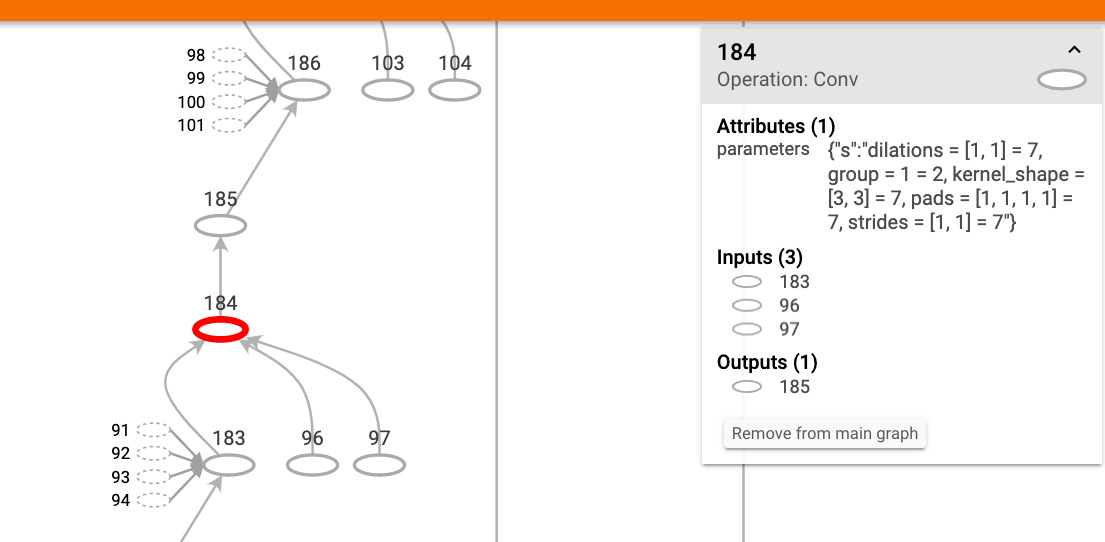 98
99
100
101
186
103
104
185
184
91
92
93
94
183
96
97
184
Operation: Conv
Attributes (1)
parameters
{"s":"dilations = [1, 1] = 7,
group = 1 = 2, kernel_shape =
[3, 3] = 7, pads = [1, 1, 1, 1] =
7, strides = [1, 1] = 7"}
Inputs (3)
183
96
97
Outputs (1)
185
Remove from main graph